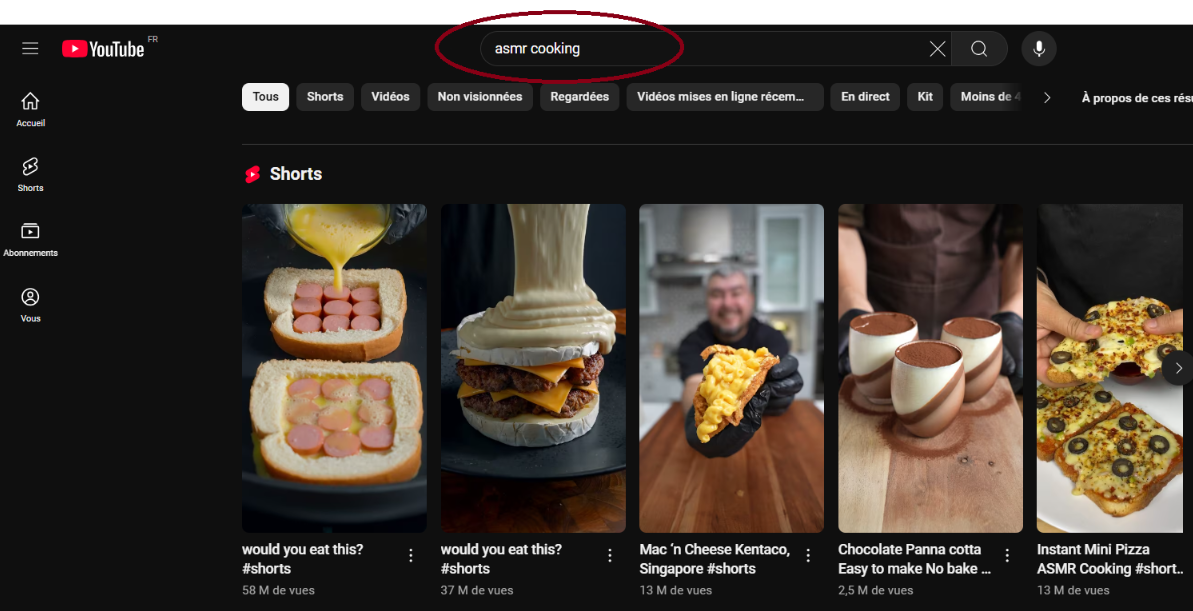 YouTube FR
asmr cooking
Tous
Shorts
Vidéos
Non visionnées
Regardées
Vidéos mises en ligne récem...
En direct
Kit
Moins de 4
À propos de ces résu
Accueil
Shorts
Abonnements
Vous
Shorts
would you eat this?
#shorts
58 M de vues
would you eat this?
#shorts
37 M de vues
Mac 'n Cheese Kentaco,
Singapore #shorts
13 M de vues
Chocolate Panna cotta
Easy to make No bake ...
2,5 M de vues
Instant Mini Pizza
ASMR Cooking #short..
13 M de vues